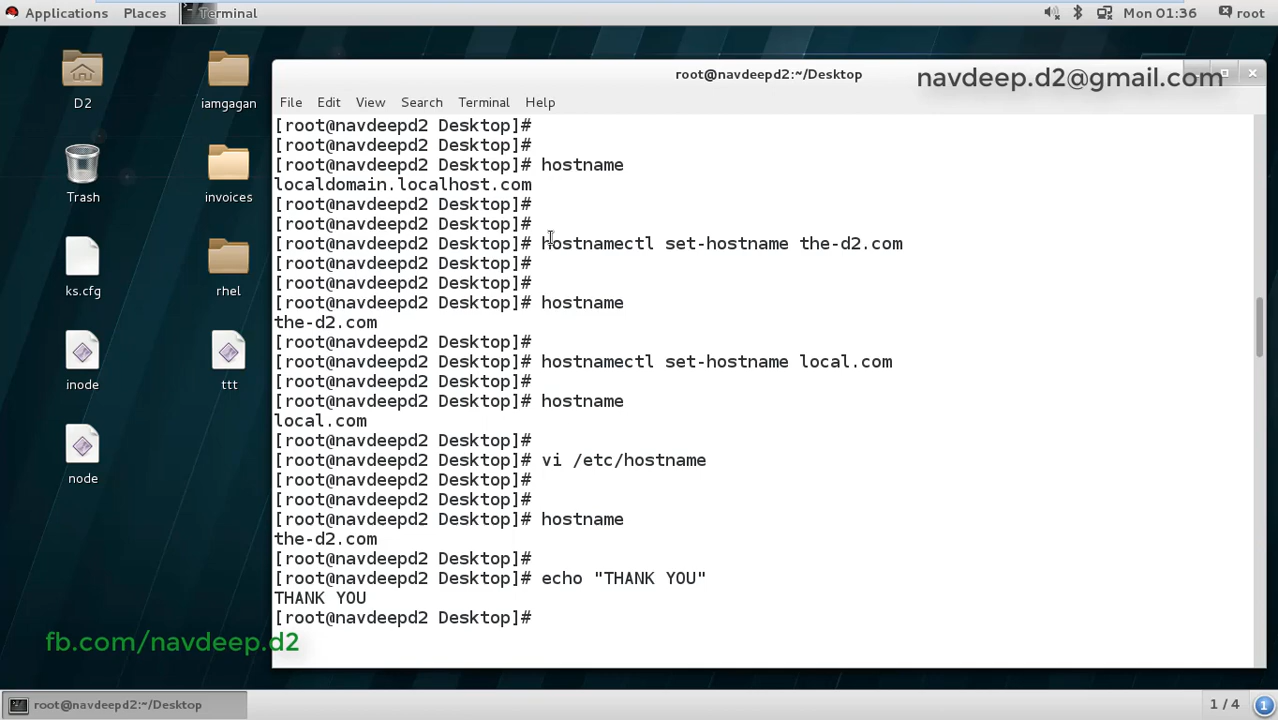 Applications Places Terminal Mon 01:36 root
root@navdeepd2:~/Desktop
navdeep.d2@gmail.com
File Edit View Search Terminal Help
D2
iamgagan
Trash
invoices
ks.cfg
rhel
inode
ttt
node
[root@navdeepd2 Desktop]#
[root@navdeepd2 Desktop]#
[root@navdeepd2 Desktop]# hostname
localdomain.localhost.com
[root@navdeepd2 Desktop]#
[root@navdeepd2 Desktop]#
[root@navdeepd2 Desktop]# hostnamectl set-hostname the-d2.com
[root@navdeepd2 Desktop]#
[root@navdeepd2 Desktop]#
[root@navdeepd2 Desktop]# hostname
the-d2.com
[root@navdeepd2 Desktop]#
[root@navdeepd2 Desktop]# hostnamectl set-hostname local.com
[root@navdeepd2 Desktop]#
[root@navdeepd2 Desktop]# hostname
local.com
[root@navdeepd2 Desktop]#
[root@navdeepd2 Desktop]# vi /etc/hostname
[root@navdeepd2 Desktop]#
[root@navdeepd2 Desktop]#
[root@navdeepd2 Desktop]# hostname
the-d2.com
[root@navdeepd2 Desktop]#
[root@navdeepd2 Desktop]# echo "THANK YOU"
THANK YOU
[root@navdeepd2 Desktop]#
fb.com/navdeep.d2
root@navdeepd2:~/Desktop
1 / 4 1